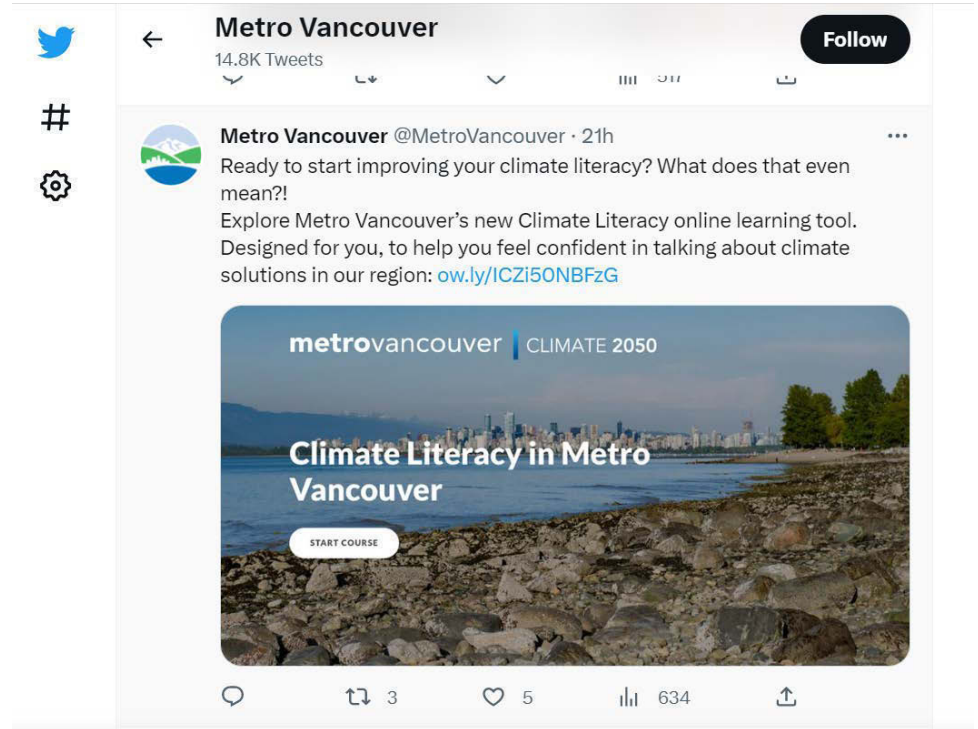 Metro Vancouver
14.8K Tweets
Follow
517
Metro Vancouver @MetroVancouver · 21h
Ready to start improving your climate literacy? What does that even
mean?!
Explore Metro Vancouver’s new Climate Literacy online learning tool.
Designed for you, to help you feel confident in talking about climate
solutions in our region: ow.ly/ICZi50NBFzG
metrovancouver | CLIMATE 2050
Climate Literacy in Metro
Vancouver
START COURSE
3 5 634